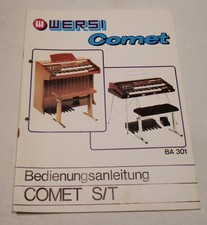 WERSI
Comet
BA 301
Bedienungsanleitung
COMET S/T